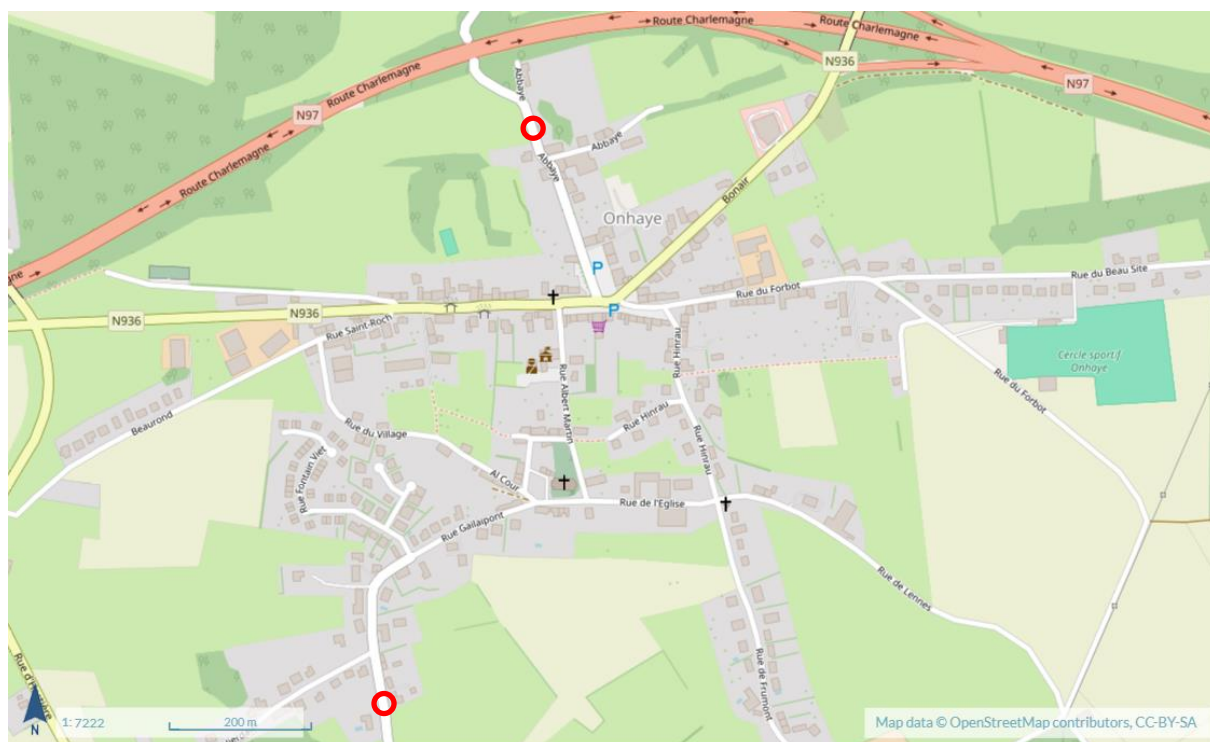 Route Charlemagne
Route Charlemagne
Route Charlemagne
N936
Abbaye
Route Charlemagne
N97
N97
Abbaye
Abbaye
Route Charlemagne
Bonair
Onhaye
P
Rue du Beau Site
Rue du Forbot
P
N936
N936
Rue Saint-Roch
Rue Hinrau
Cercle sportif
Onhaye
Rue Albert Martin
Rue du Forbot
Beaurond
Rue Hinrau
Rue du Village
Rue Hinrau
Rue Fontain Viet
Al Cour
Rue de l'Eglise
Rue Gailaipont
Rue de Lennes
Rue de Frumont
N
1: 7222
200 m
Map data © OpenStreetMap contributors, CC-BY-SA